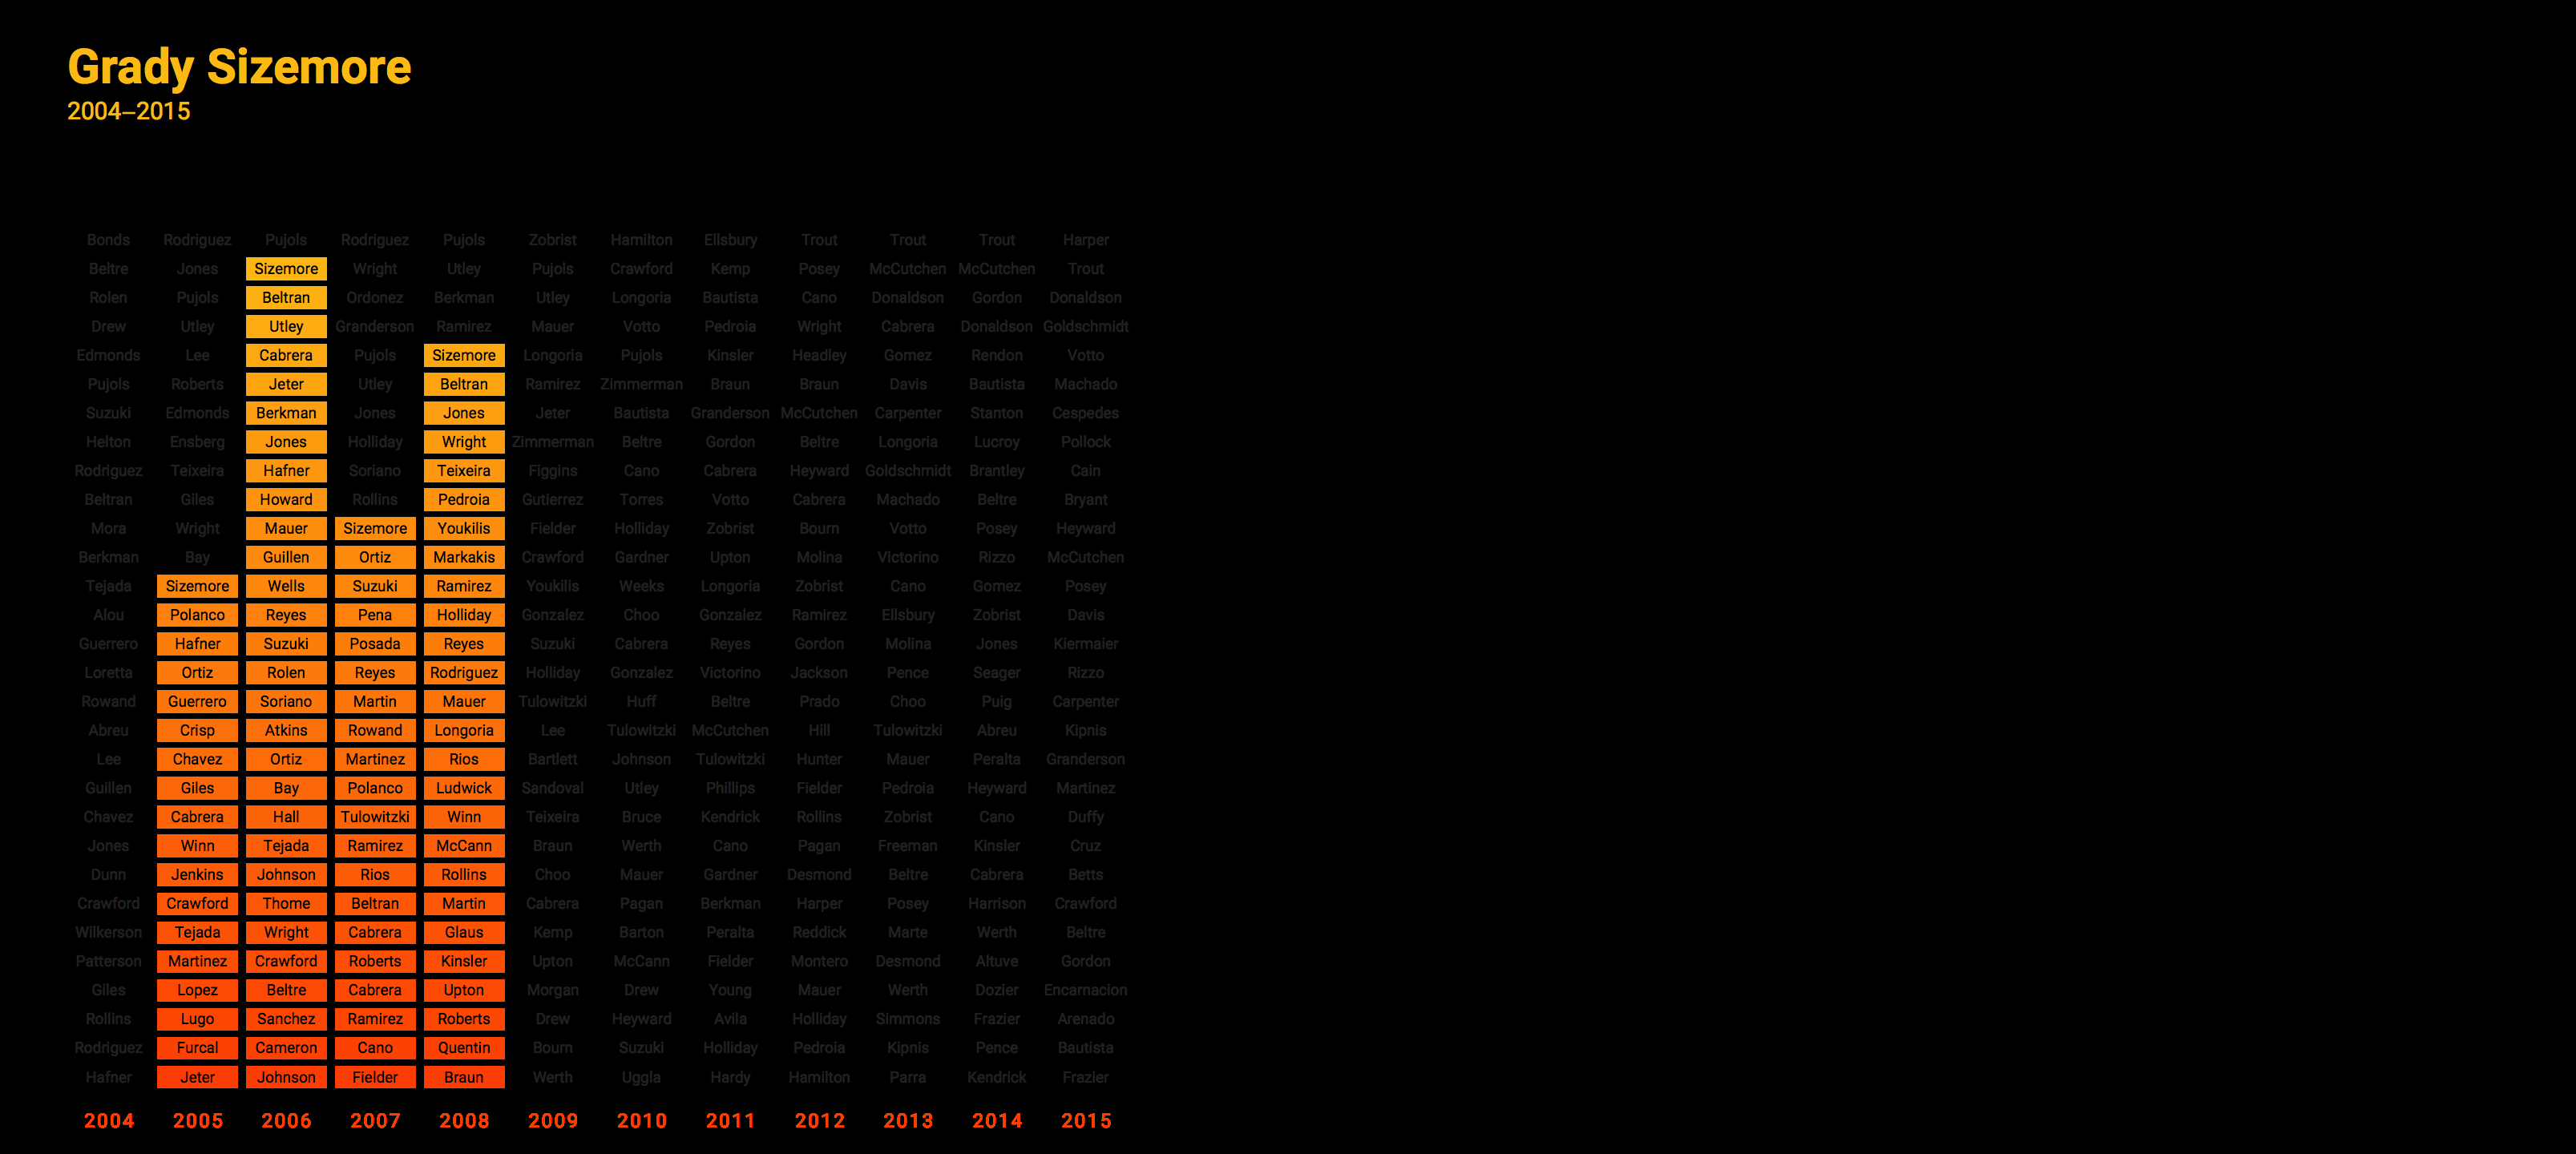 Grady Sizemore
2004–2015
Bonds Rodriguez Pujols Rodriguez Pujols Zobrist Hamilton Ellsbury Trout Trout Trout Harper
Beltre Jones Sizemore Wright Utley Pujols Crawford Kemp Posey McCutchen McCutchen Trout
Rolen Pujols Beltran Ordonez Berkman Utley Longoria Bautista Cano Donaldson Gordon Donaldson
Drew Utley Utley Granderson Ramirez Mauer Votto Pedroia Wright Cabrera Donaldson Goldschmidt
Edmonds Lee Cabrera Pujols Sizemore Longoria Pujols Kinsler Headley Gomez Rendon Votto
Pujols Roberts Jeter Utley Beltran Ramirez Zimmerman Braun Braun Davis Bautista Machado
Suzuki Edmonds Berkman Jones Jones Jeter Bautista Granderson McCutchen Carpenter Stanton Cespedes
Helton Ensberg Jones Holliday Wright Zimmerman Beltre Gordon Beltre Longoria Lucroy Pollock
Rodriguez Teixeira Hafner Soriano Teixeira Figgins Cano Cabrera Heyward Goldschmidt Brantley Cain
Beltran Giles Howard Rollins Pedroia Gutierrez Torres Votto Cabrera Machado Beltre Bryant
Mora Wright Mauer Sizemore Youkilis Fielder Holliday Zobrist Bourn Votto Posey Heyward
Berkman Bay Guillen Ortiz Markakis Crawford Gardner Upton Molina Victorino Rizzo McCutchen
Tejada Sizemore Wells Suzuki Ramirez Youkilis Weeks Longoria Zobrist Cano Gomez Posey
Alou Polanco Reyes Pena Holliday Gonzalez Choo Gonzalez Ramirez Ellsbury Zobrist Davis
Guerrero Hafner Suzuki Posada Reyes Suzuki Cabrera Reyes Gordon Molina Jones Kiermaier
Loretta Ortiz Rolen Reyes Rodriguez Holliday Gonzalez Victorino Jackson Pence Seager Rizzo
Rowand Guerrero Soriano Martin Mauer Tulowitzki Huff Beltre Prado Choo Puig Carpenter
Abreu Crisp Atkins Rowand Longoria Lee Tulowitzki McCutchen Hill Tulowitzki Abreu Kipnis
Lee Chavez Ortiz Martinez Rios Bartlett Johnson Tulowitzki Hunter Mauer Peralta Granderson
Guillen Giles Bay Polanco Ludwick Sandoval Utley Phillips Fielder Pedroia Heyward Martinez
Chavez Cabrera Hall Tulowitzki Winn Teixeira Bruce Kendrick Rollins Zobrist Cano Duffy
Jones Winn Tejada Ramirez McCann Braun Werth Cano Pagan Freeman Kinsler Cruz
Dunn Jenkins Johnson Rios Rollins Choo Mauer Gardner Desmond Beltre Cabrera Betts
Crawford Crawford Thome Beltran Martin Cabrera Pagan Berkman Harper Posey Harrison Crawford
Wilkerson Tejada Wright Cabrera Glaus Kemp Barton Peralta Reddick Marte Werth Beltre
Patterson Martinez Crawford Roberts Kinsler Upton McCann Fielder Montero Desmond Altuve Gordon
Giles Lopez Beltre Cabrera Upton Morgan Drew Young Mauer Werth Dozier Encarnacion
Rollins Lugo Sanchez Ramirez Roberts Drew Heyward Avila Holliday Simmons Frazier Arenado
Rodriguez Furcal Cameron Cano Quentin Bourn Suzuki Holliday Pedroia Kipnis Pence Bautista
Hafner Jeter Johnson Fielder Braun Werth Uggla Hardy Hamilton Parra Kendrick Frazier
2004 2005 2006 2007 2008 2009 2010 2011 2012 2013 2014 2015